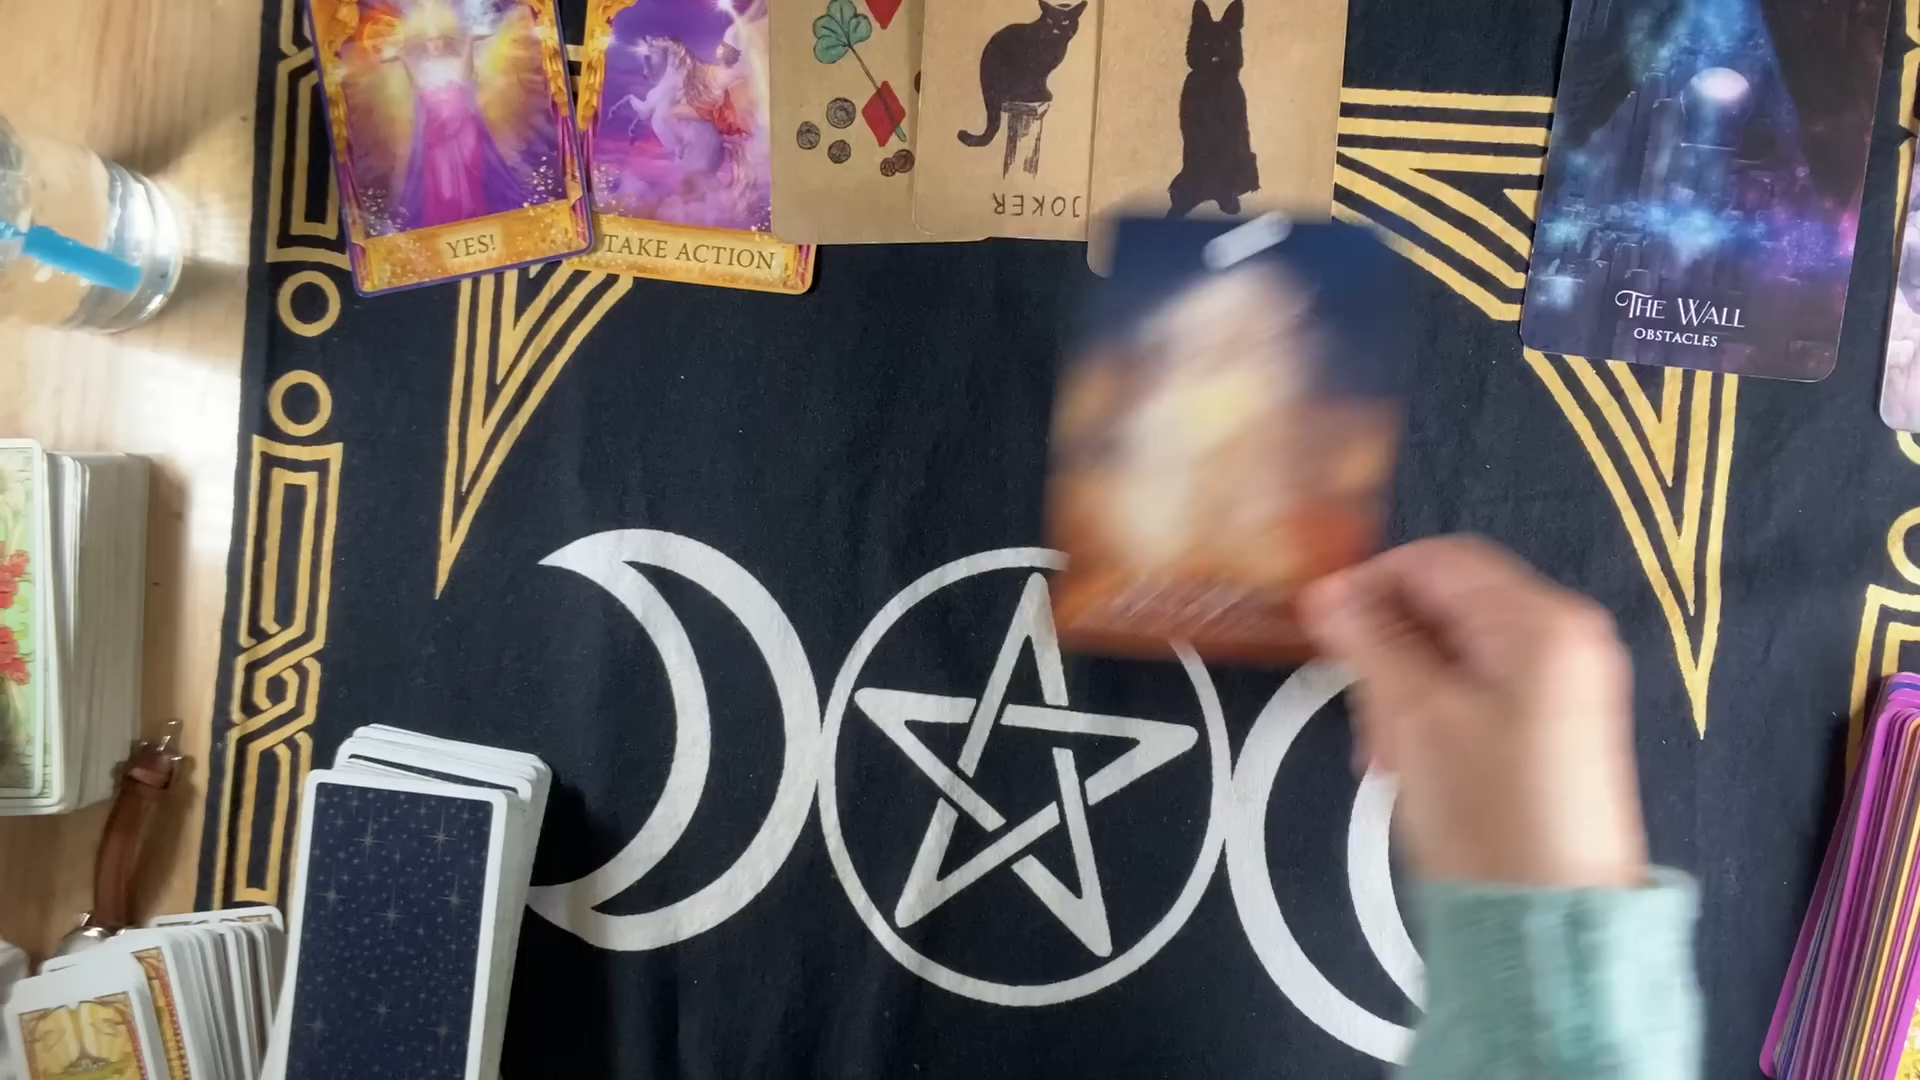 YES!
TAKE ACTION
JOKER
THE WALL
OBSTACLES